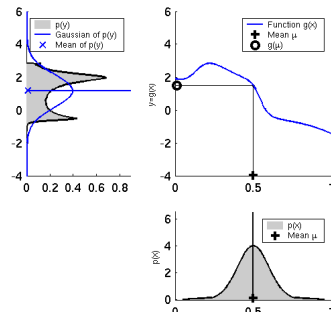 6
4
2
0
-2
-4
0 0.2 0.4 0.6 0.8
p(y)
Gaussian of p(y)
Mean of p(y)
6
4
2
0
-2
-4
0 0.5 1
y=g(x)
Function g(x)
Mean μ
g(μ)
6
4
2
0
0 0.5 1
p(x)
p(x)
Mean μ